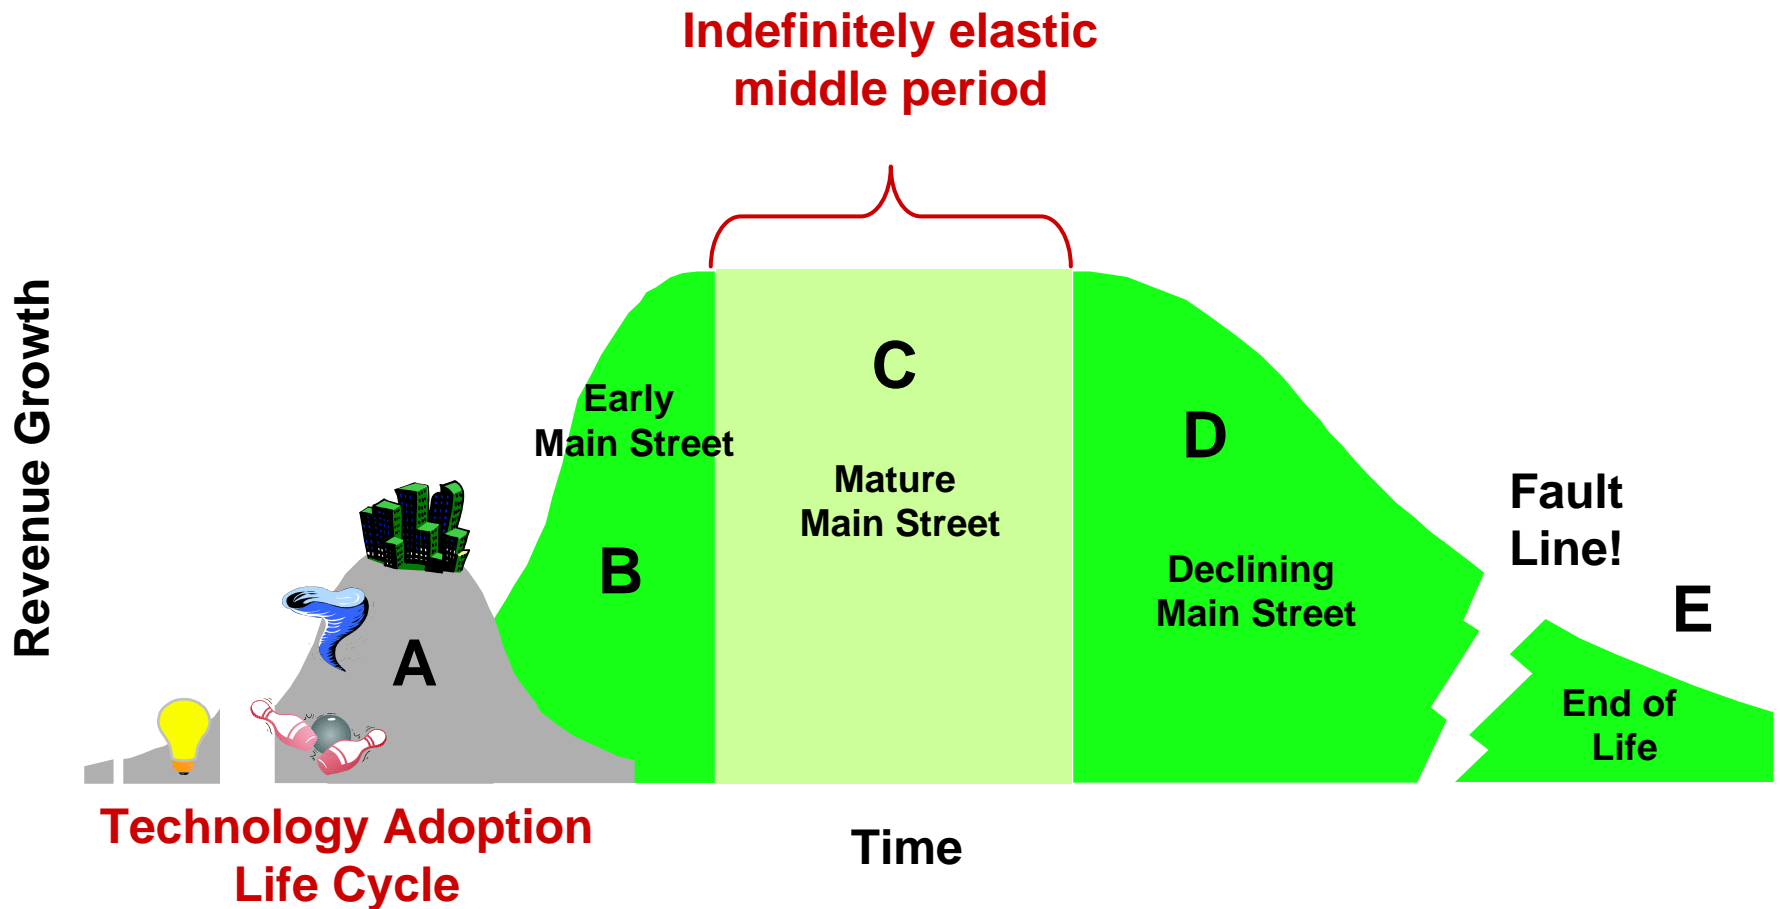 Indefinitely elastic
middle period
Revenue Growth
A
B
Early
Main Street
C
Mature
Main Street
D
Declining
Main Street
Fault
Line!
E
End of
Life
Technology Adoption
Life Cycle
Time